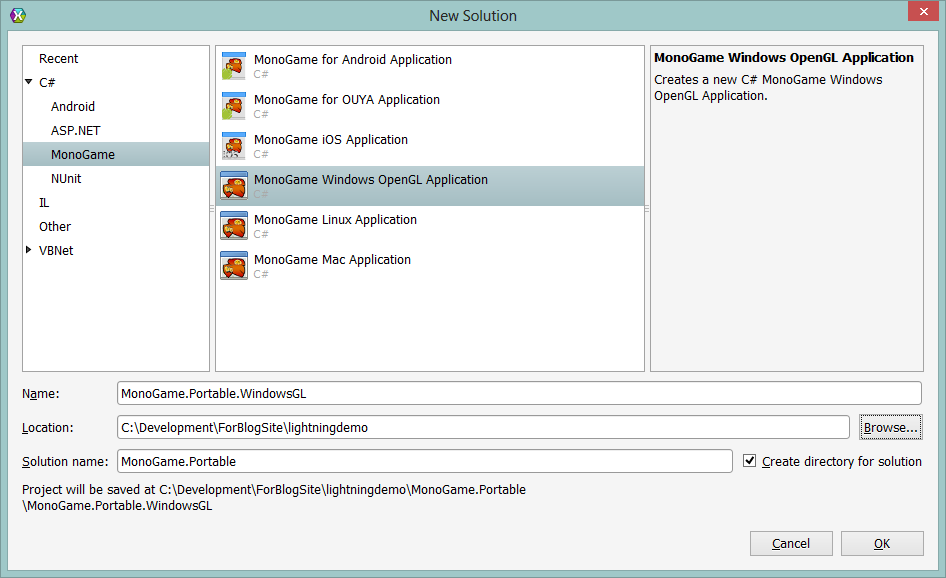 New Solution
Recent
C#
Android
ASP.NET
MonoGame
NUnit
IL
Other
VBNet
MonoGame for Android Application
C#
MonoGame for OUYA Application
C#
MonoGame iOS Application
C#
MonoGame Windows OpenGL Application
C#
MonoGame Linux Application
C#
MonoGame Mac Application
C#
MonoGame Windows OpenGL Application
Creates a new C# MonoGame Windows
OpenGL Application.
Name:
MonoGame.Portable.WindowsGL
Location:
C:\Development\ForBlogSite\lightningdemo
Browse...
Solution name:
MonoGame.Portable
Create directory for solution
Project will be saved at C:\Development\ForBlogSite\lightningdemo\MonoGame.Portable
\MonoGame.Portable.WindowsGL
Cancel
OK